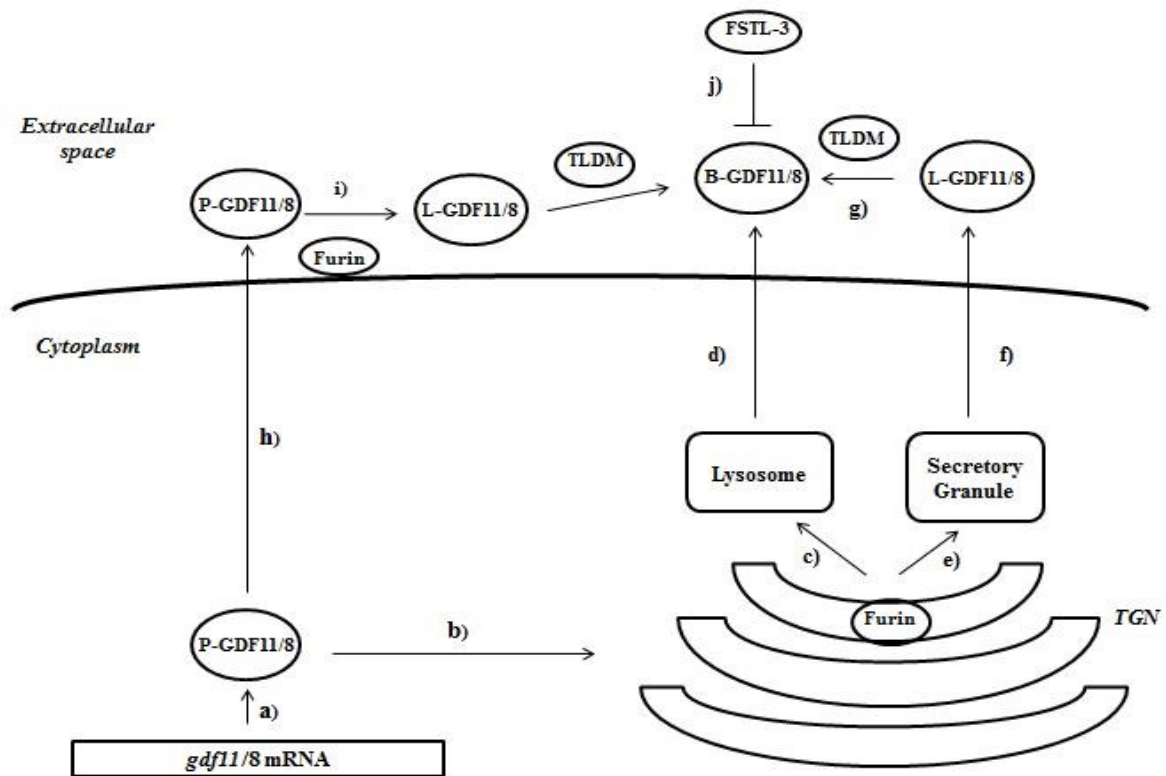 FSTL-3
j)
Extracellular
space
TLDM
TLDM
P-GDF11/8
i)
L-GDF11/8
B-GDF11/8
L-GDF11/8
g)
Furin
Cytoplasm
d)
f)
h)
Lysosome
Secretory
Granule
c)
e)
Furin
TGN
P-GDF11/8
b)
a)
gdf11/8 mRNA